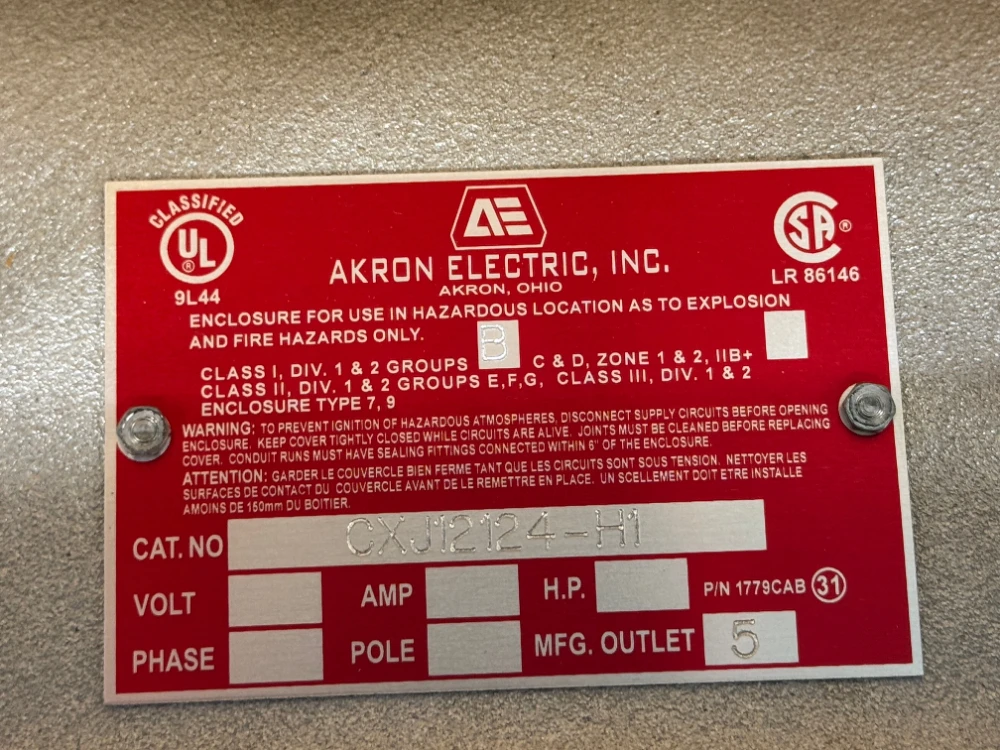 CLASSIFIED
UL ®
9L44
AE
AKRON ELECTRIC, INC.
AKRON, OHIO
SA ®
LR 86146
ENCLOSURE FOR USE IN HAZARDOUS LOCATION AS TO EXPLOSION
AND FIRE HAZARDS ONLY.
CLASS I, DIV. 1 & 2 GROUPS B C & D, ZONE 1 & 2, IIB+
CLASS II, DIV. 1 & 2 GROUPS E,F,G, CLASS III, DIV. 1 & 2
ENCLOSURE TYPE 7, 9
WARNING: TO PREVENT IGNITION OF HAZARDOUS ATMOSPHERES, DISCONNECT SUPPLY CIRCUITS BEFORE OPENING
ENCLOSURE. KEEP COVER TIGHTLY CLOSED WHILE CIRCUITS ARE ALIVE. JOINTS MUST BE CLEANED BEFORE REPLACING
COVER. CONDUIT RUNS MUST HAVE SEALING FITTINGS CONNECTED WITHIN 6" OF THE ENCLOSURE.
ATTENTION: GARDER LE COUVERCLE BIEN FERME TANT QUE LES CIRCUITS SONT SOUS TENSION. NETTOYER LES
SURFACES DE CONTACT DU COUVERCLE AVANT DE LE REMETTRE EN PLACE. UN SCELLEMENT DOIT ETRE INSTALLE
AMOINS DE 150mm DU BOITIER.
CAT. NO CXJ12124-H1
VOLT AMP H.P. P/N 1779CAB 31
PHASE POLE MFG. OUTLET 5